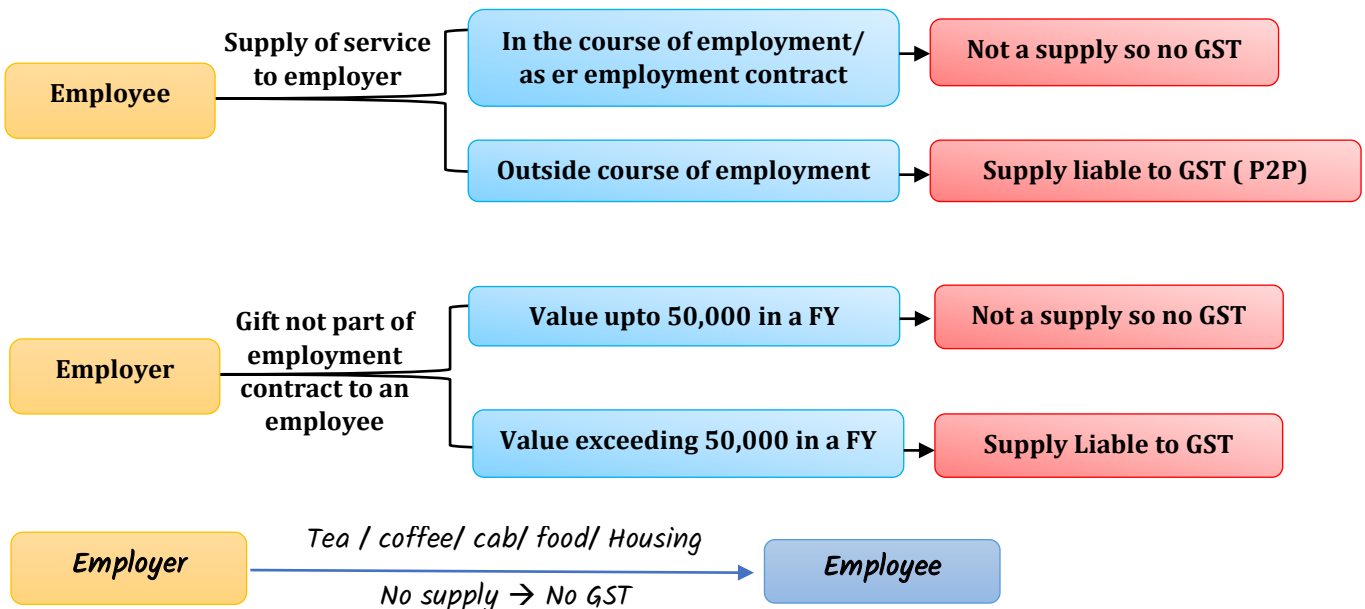 Employee
Supply of service
to employer
In the course of employment/
as er employment contract
Not a supply so no GST
Outside course of employment
Supply liable to GST ( P2P)
Employer
Gift not part of
employment
contract to an
employee
Value upto 50,000 in a FY
Not a supply so no GST
Value exceeding 50,000 in a FY
Supply Liable to GST
Employer
Tea / coffee/ cab/ food/ Housing
No supply → No GST
Employee